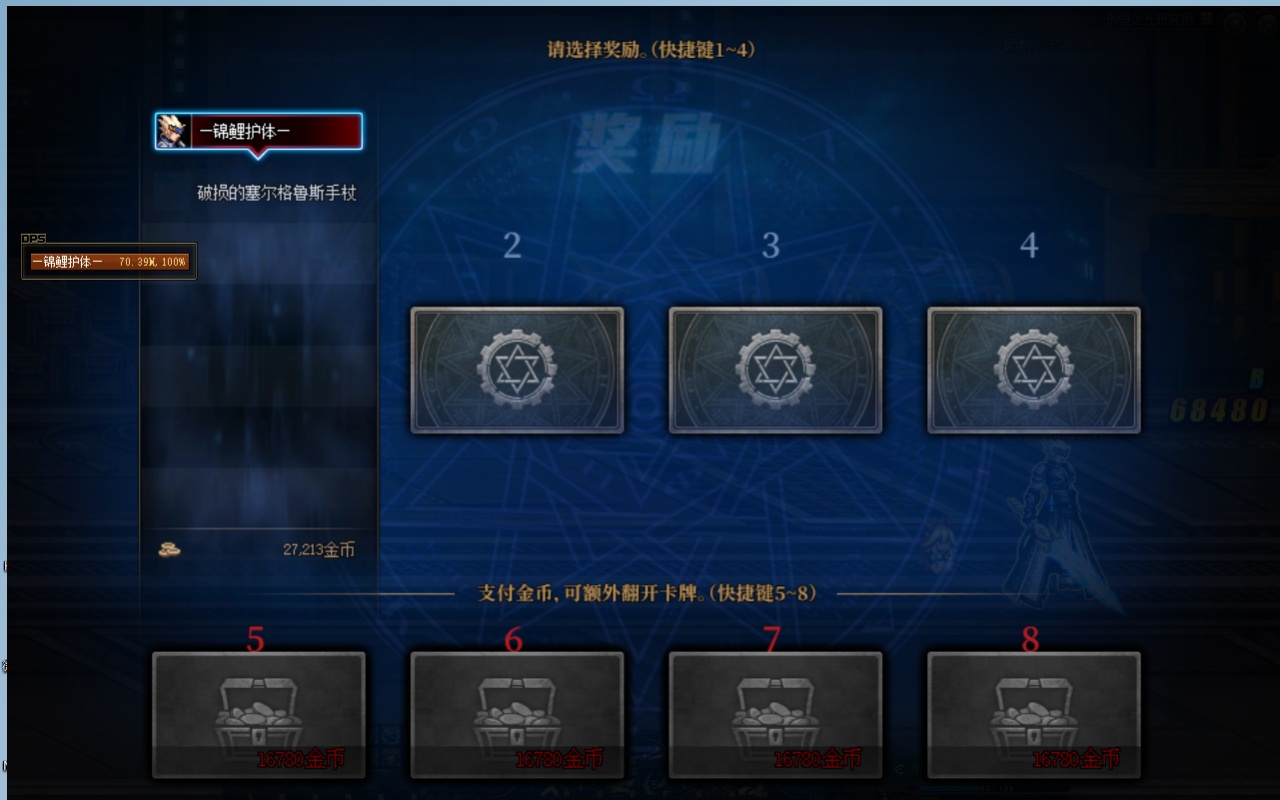 请选择奖励。(快捷键1~4)
奖励
一锦鲤护体一
破损的塞尔格鲁斯手杖
2
3
4
DPS
一锦鲤护体一 70.39M, 100%
68480
27,213金币
支付金币,可额外翻开卡牌。(快捷键5~8)
5
6
7
8
16780金币
16780金币
16780金币
16780金币